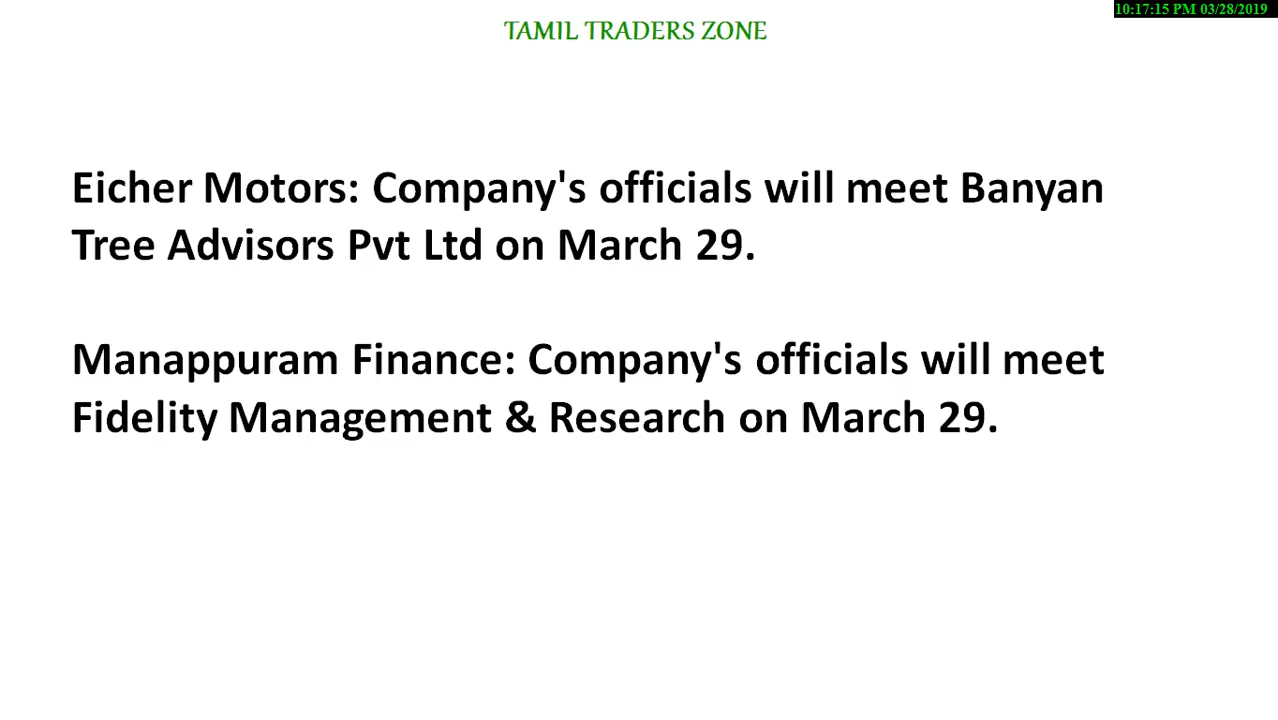 10:17:15 PM 03/28/2019
TAMIL TRADERS ZONE
Eicher Motors: Company's officials will meet Banyan
Tree Advisors Pvt Ltd on March 29.
Manappuram Finance: Company's officials will meet
Fidelity Management & Research on March 29.